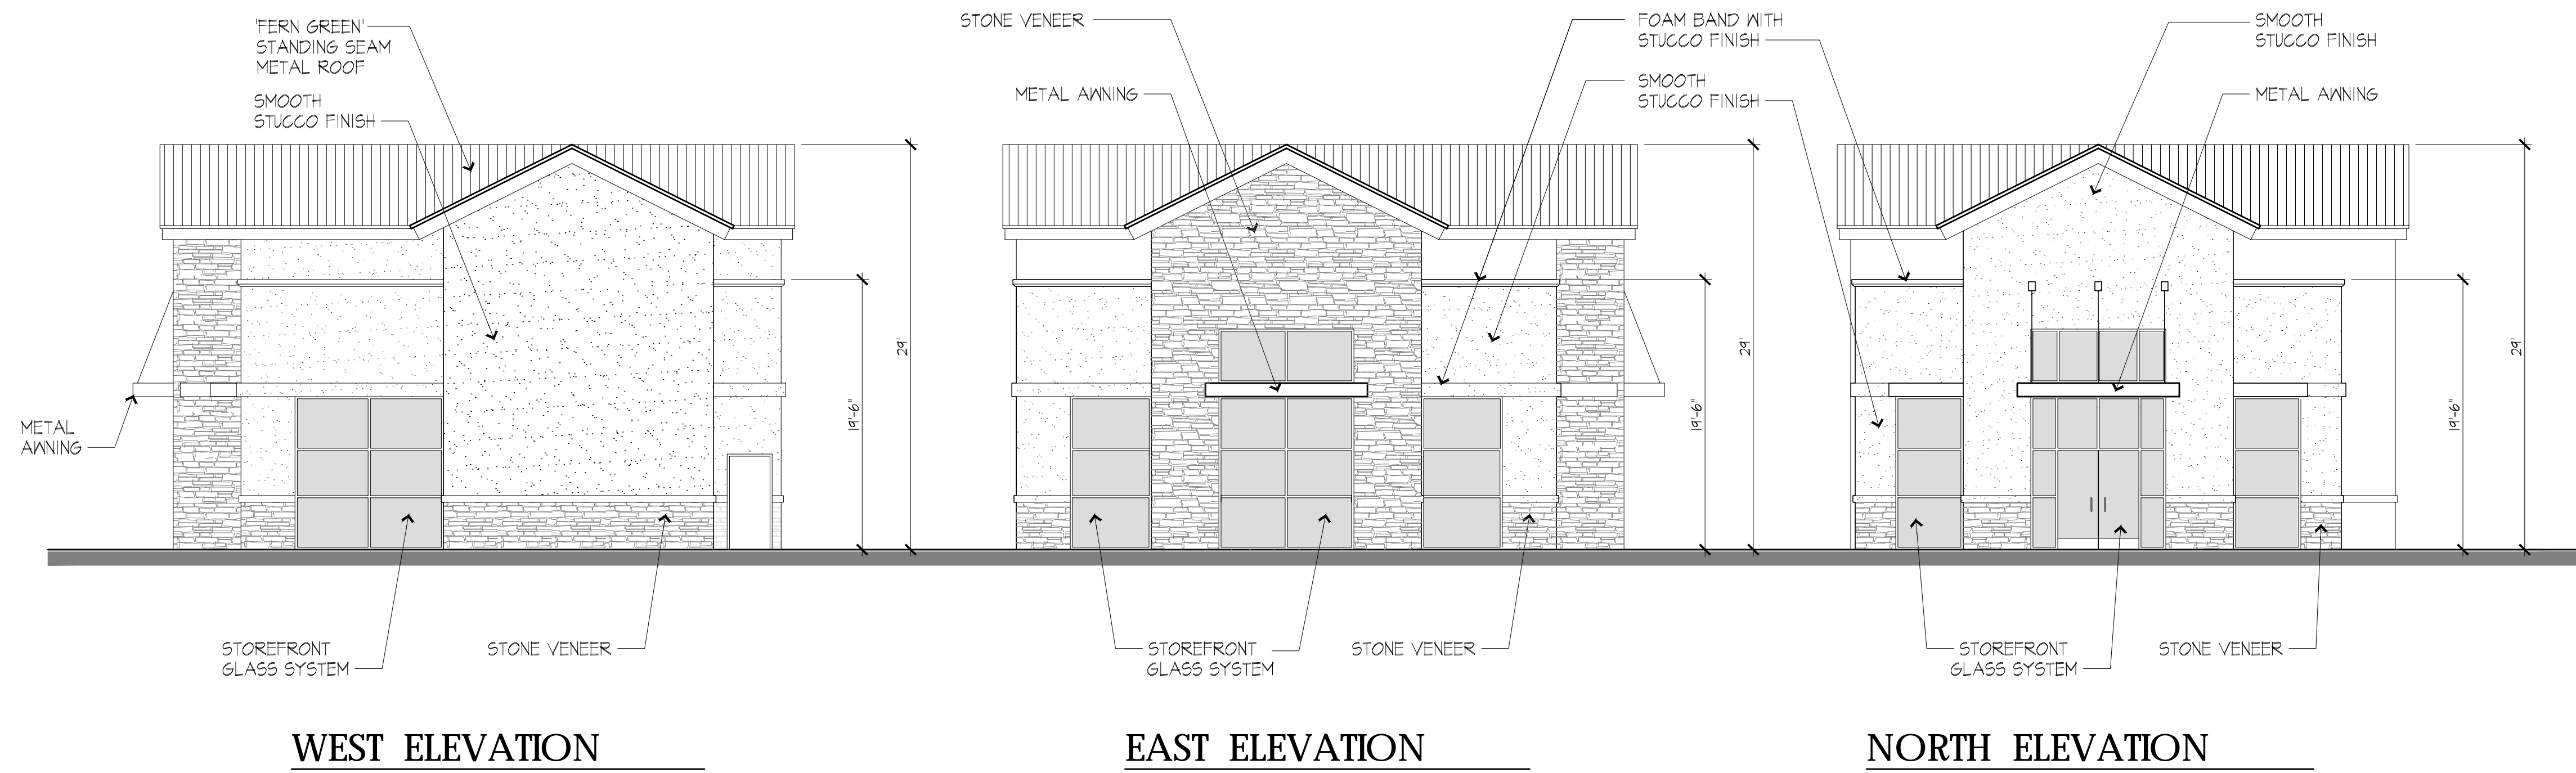 'FERN GREEN'
STANDING SEAM
METAL ROOF
SMOOTH
STUCCO FINISH
METAL
AWNING
29'
19'-6"
STOREFRONT
GLASS SYSTEM
STONE VENEER
WEST ELEVATION
STONE VENEER
METAL AWNING
FOAM BAND WITH
STUCCO FINISH
SMOOTH
STUCCO FINISH
29'
19'-6"
STOREFRONT
GLASS SYSTEM
STONE VENEER
EAST ELEVATION
SMOOTH
STUCCO FINISH
METAL AWNING
29'
19'-6"
STOREFRONT
GLASS SYSTEM
STONE VENEER
NORTH ELEVATION